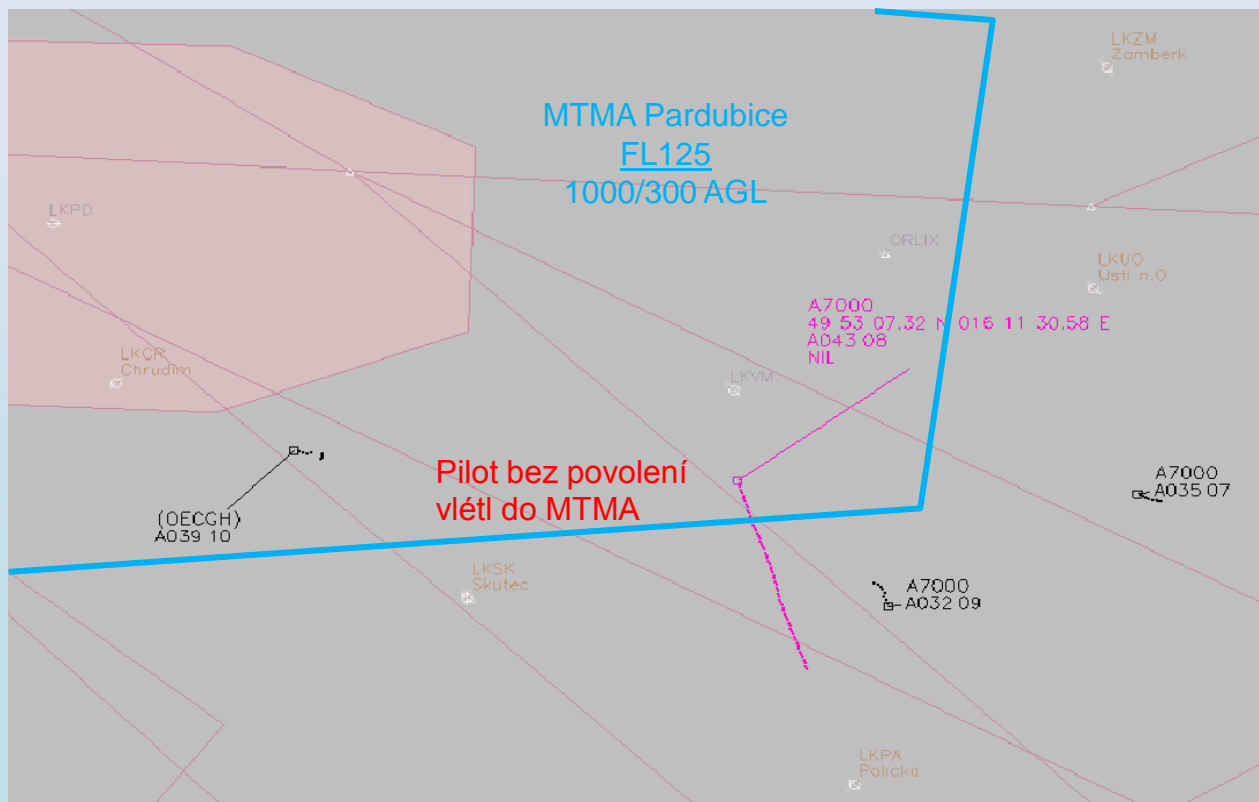 LKZM
Zamberk
MTMA Pardubice
FL125
1000/300 AGL
LKPD
ORLIX
LKUO
Usti n.O
A7000
49 53 07.32 N 016 11 30.58 E
A043 08
NIL
LKCR
Chrudim
LKVM
Pilot bez povolení
vlétl do MTMA
A7000
A035 07
(OECGH)
A039 10
LKSK
Skutec
A7000
A032 09
LKPA
Policka